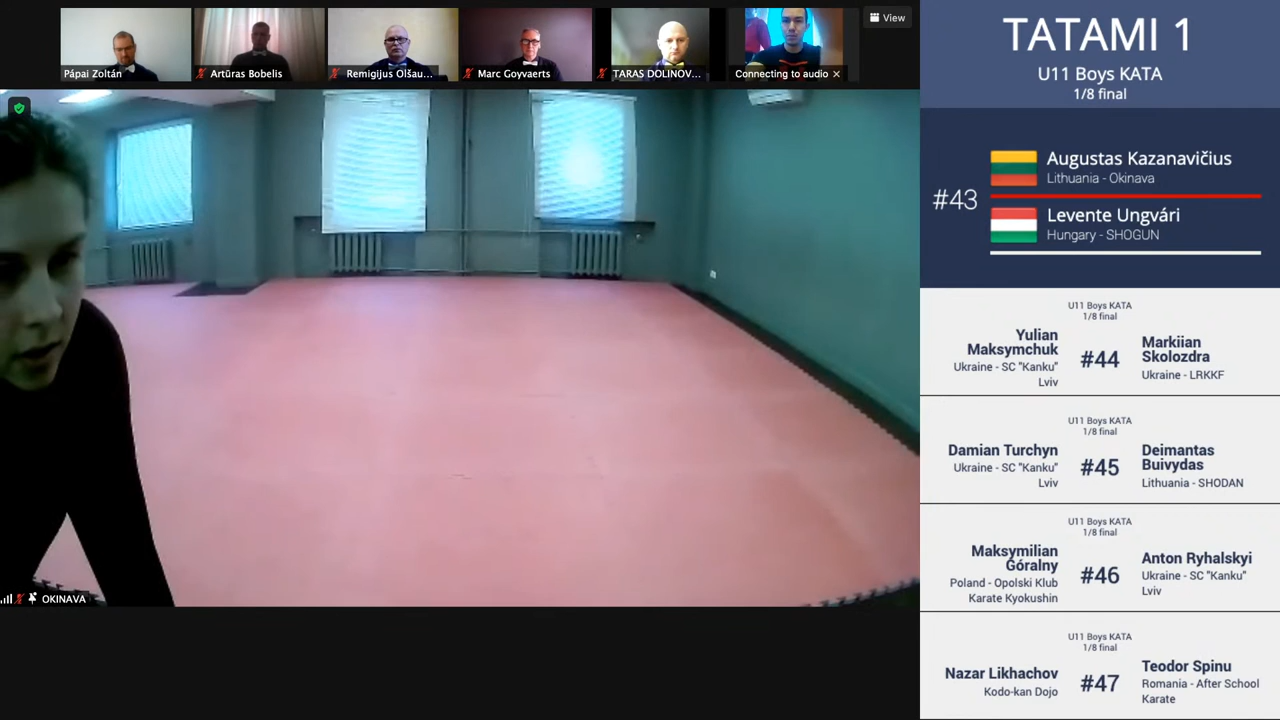 View
Pápai Zoltán
Artūras Bobelis
Remigijus Olšau...
Marc Goyvaerts
TARAS DOLINOV...
Connecting to audio ×
OKINAVA
TATAMI 1
U11 Boys KATA
1/8 final
#43
Augustas Kazanavičius
Lithuania - Okinava
Levente Ungvári
Hungary - SHOGUN
U11 Boys KATA
1/8 final
Yulian
Maksymchuk
Ukraine - SC "Kanku"
Lviv
#44
Markiian
Skolozdra
Ukraine - LRKKF
U11 Boys KATA
1/8 final
Damian Turchyn
Ukraine - SC "Kanku"
Lviv
#45
Deimantas
Buivydas
Lithuania - SHODAN
U11 Boys KATA
1/8 final
Maksymilian
Góralny
Poland - Opolski Klub
Karate Kyokushin
#46
Anton Ryhalskyi
Ukraine - SC "Kanku"
Lviv
U11 Boys KATA
1/8 final
Nazar Likhachov
Kodo-kan Dojo
#47
Teodor Spinu
Romania - After School
Karate